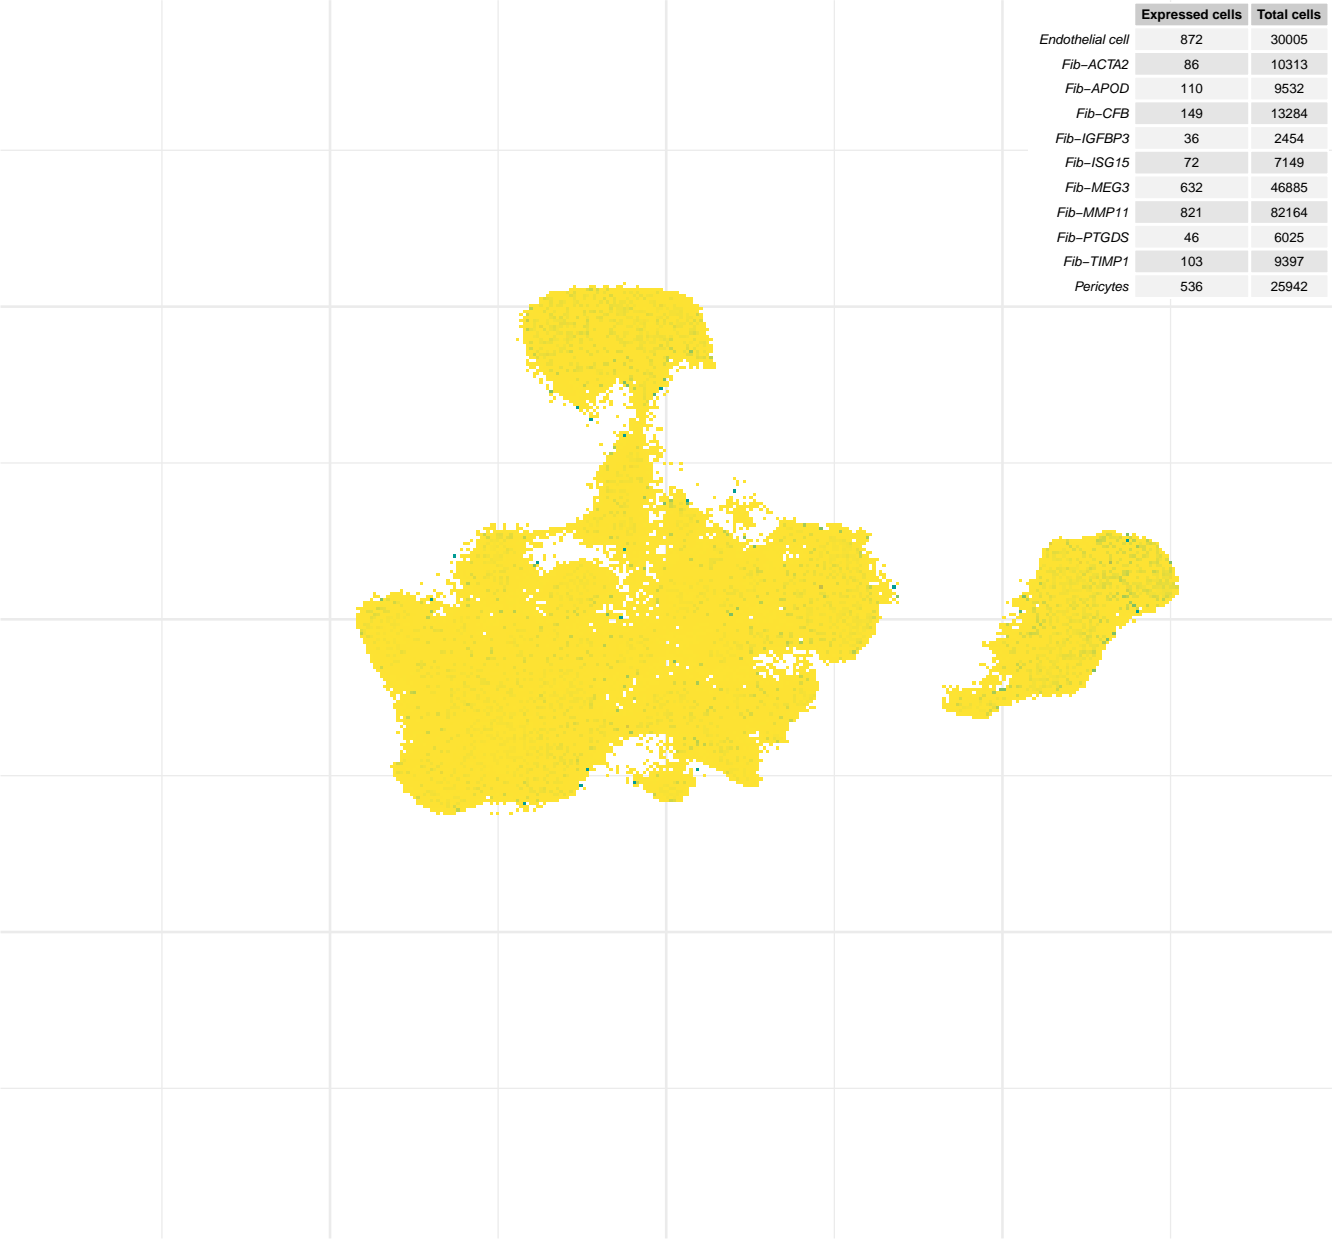 Expressed cells Total cells
Endothelial cell 872 30005
Fib−ACTA2 86 10313
Fib−APOD 110 9532
Fib−CFB 149 13284
Fib−IGFBP3 36 2454
Fib−ISG15 72 7149
Fib−MEG3 632 46885
Fib−MMP11 821 82164
Fib−PTGDS 46 6025
Fib−TIMP1 103 9397
Pericytes 536 25942